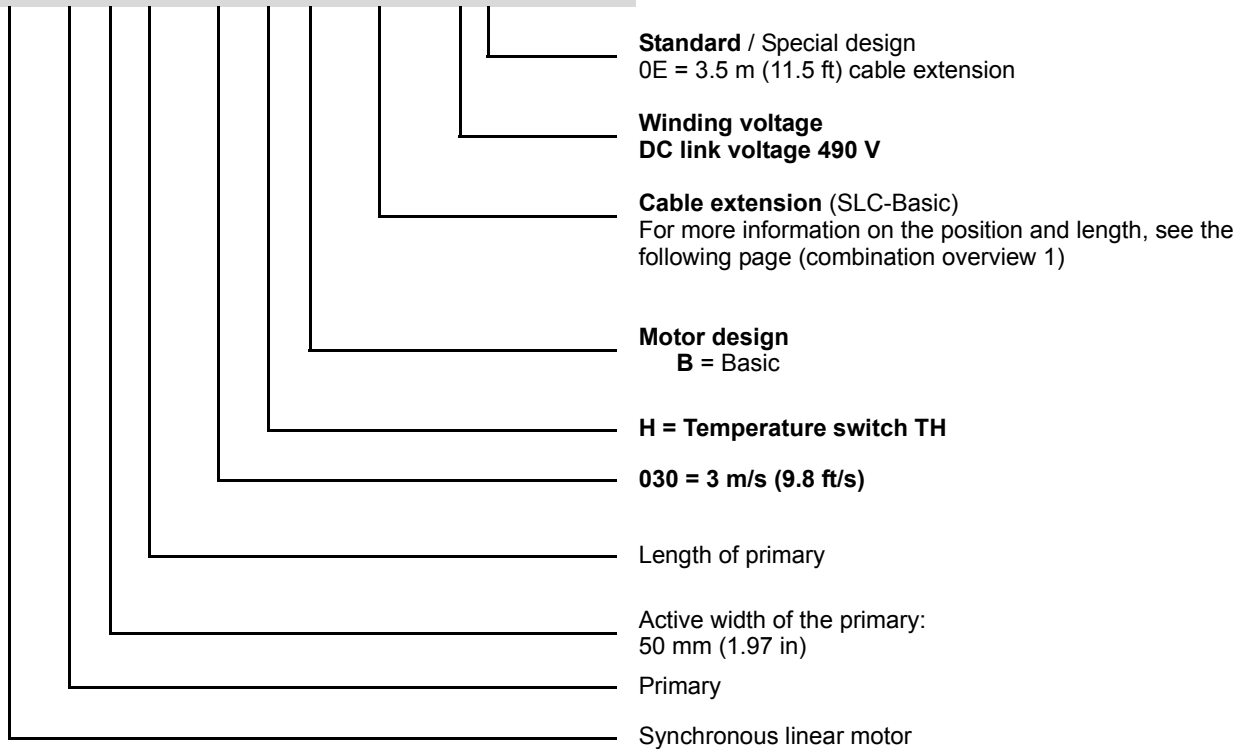 Standard / Special design
0E = 3.5 m (11.5 ft) cable extension
Winding voltage
DC link voltage 490 V
Cable extension (SLC-Basic)
For more information on the position and length, see the
following page (combination overview 1)
Motor design
B = Basic
H = Temperature switch TH
030 = 3 m/s (9.8 ft/s)
Length of primary
Active width of the primary:
50 mm (1.97 in)
Primary
Synchronous linear motor